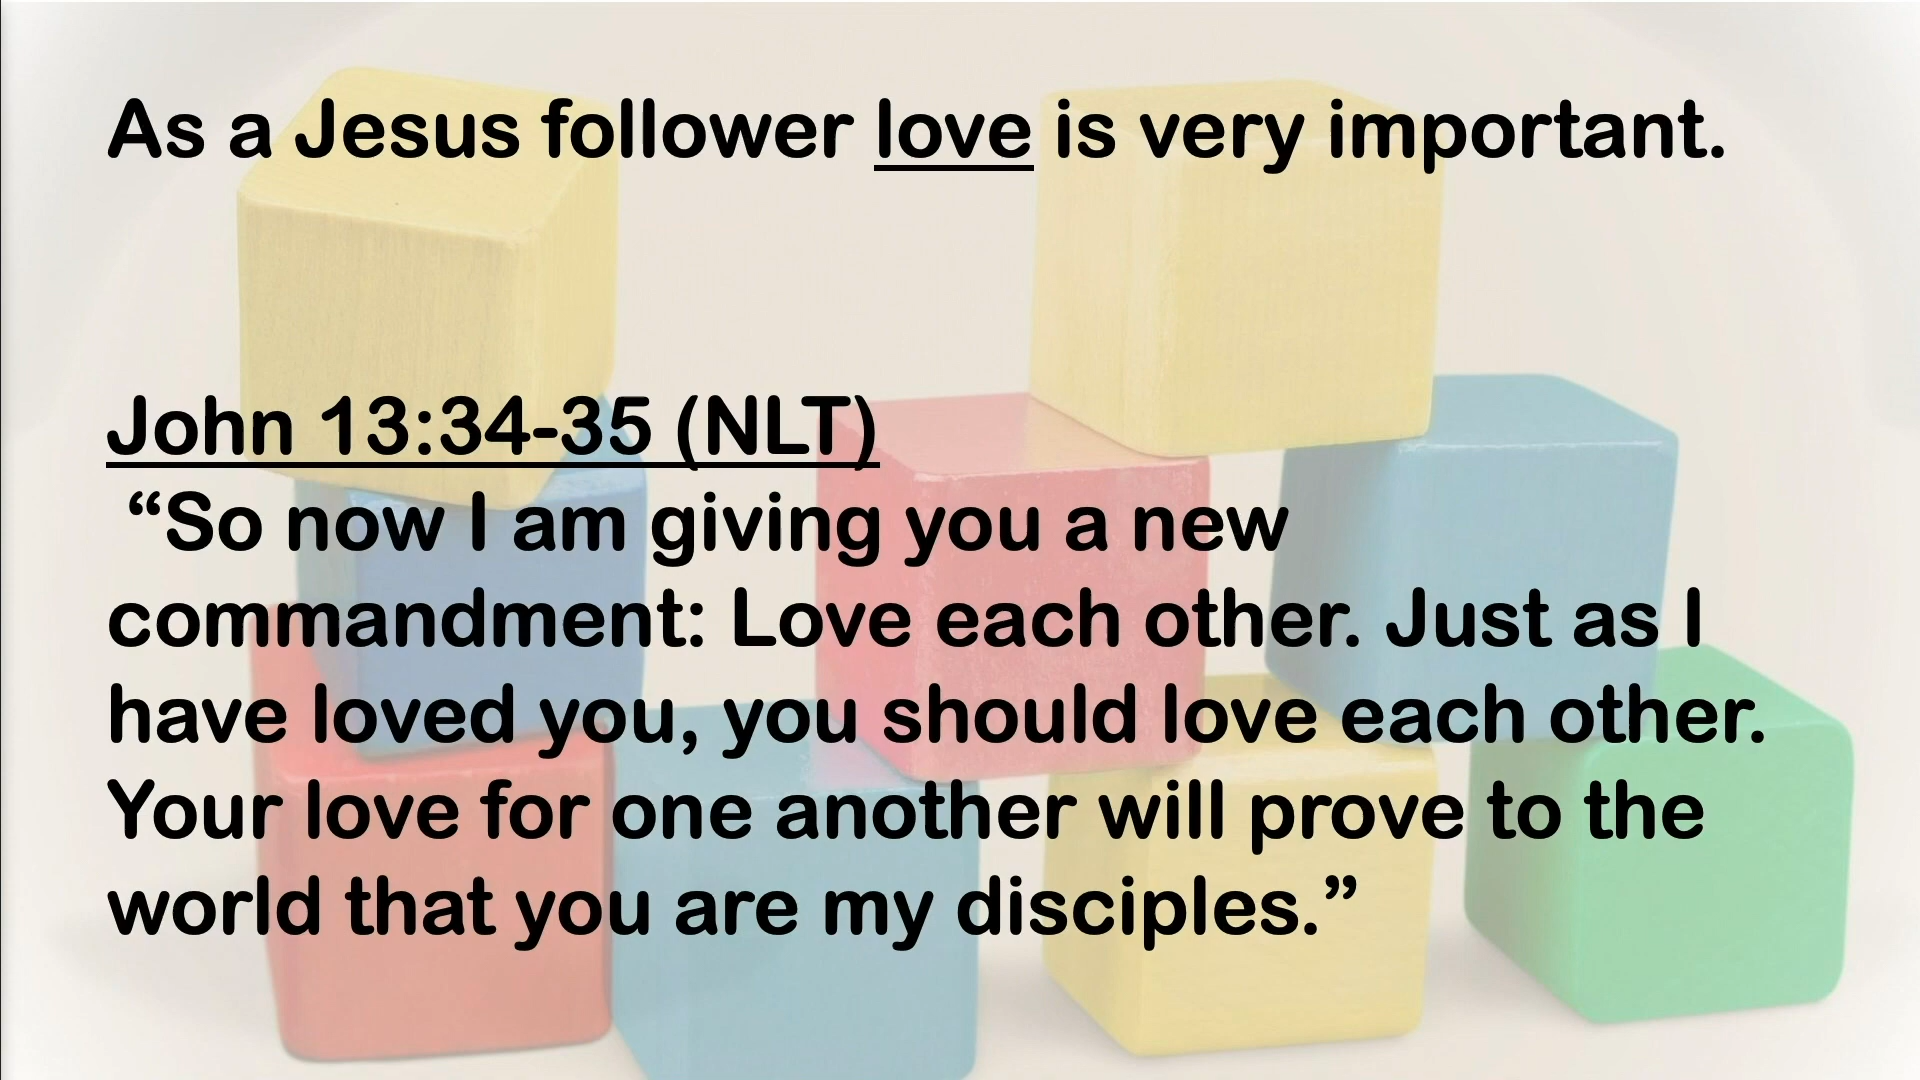 As a Jesus follower love is very important.
John 13:34-35 (NLT)
“So now I am giving you a new
commandment: Love each other. Just as I
have loved you, you should love each other.
Your love for one another will prove to the
world that you are my disciples.”